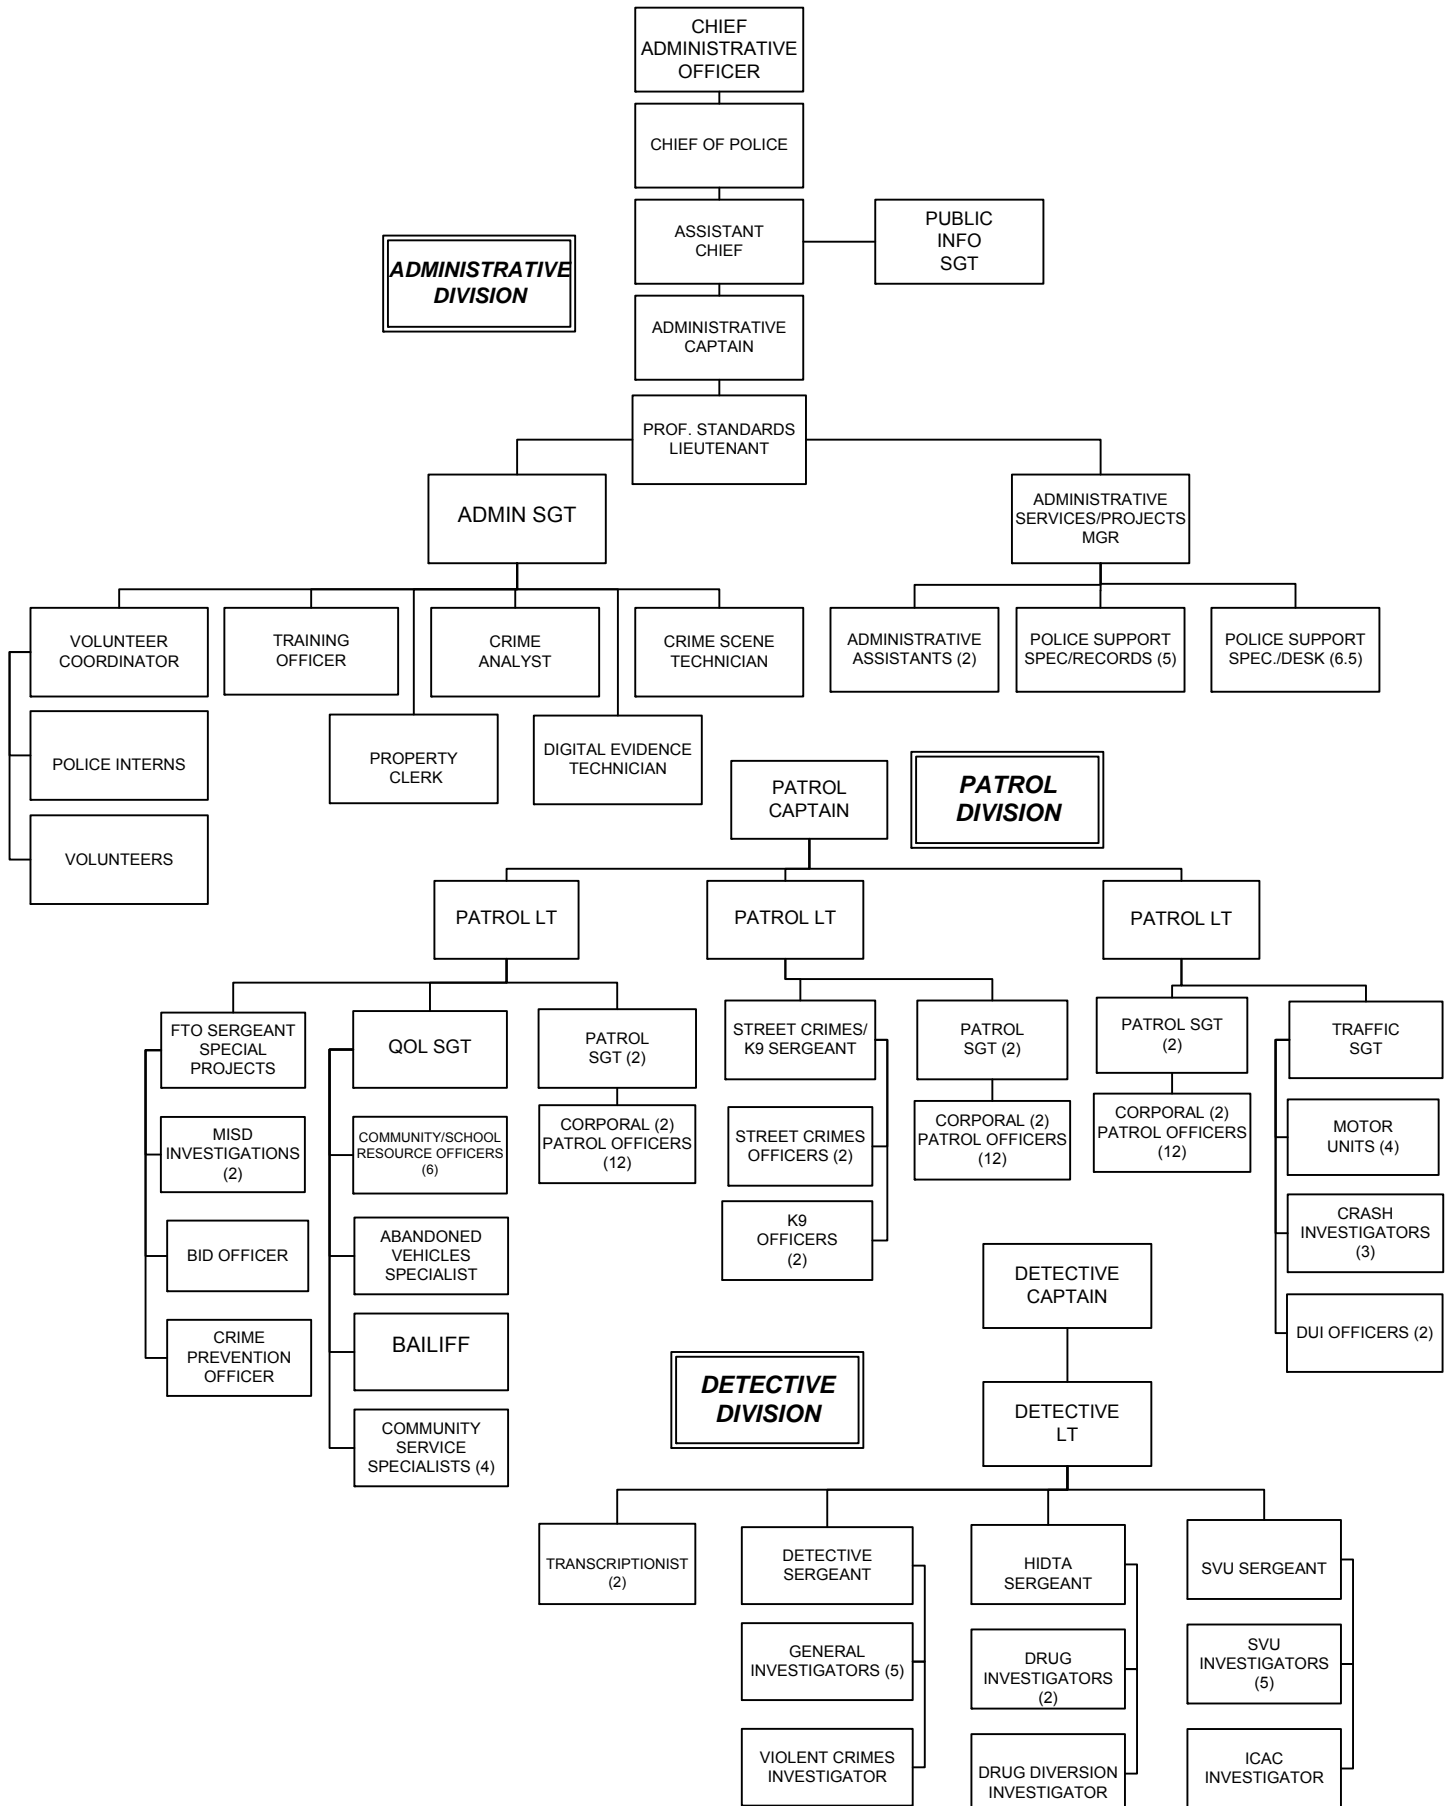 CHIEF
ADMINISTRATIVE
OFFICER
CHIEF OF POLICE
ASSISTANT
CHIEF
PUBLIC
INFO
SGT
ADMINISTRATIVE
DIVISION
ADMINISTRATIVE
CAPTAIN
PROF. STANDARDS
LIEUTENANT
ADMIN SGT
ADMINISTRATIVE
SERVICES/PROJECTS
MGR
VOLUNTEER
COORDINATOR
TRAINING
OFFICER
CRIME
ANALYST
CRIME SCENE
TECHNICIAN
ADMINISTRATIVE
ASSISTANTS (2)
POLICE SUPPORT
SPEC/RECORDS (5)
POLICE SUPPORT
SPEC./DESK (6.5)
POLICE INTERNS
PROPERTY
CLERK
DIGITAL EVIDENCE
TECHNICIAN
VOLUNTEERS
PATROL
CAPTAIN
PATROL
DIVISION
PATROL LT
PATROL LT
PATROL LT
FTO SERGEANT
SPECIAL
PROJECTS
QOL SGT
PATROL
SGT (2)
STREET CRIMES/
K9 SERGEANT
PATROL
SGT (2)
PATROL SGT
(2)
TRAFFIC
SGT
MISD
INVESTIGATIONS
(2)
COMMUNITY/SCHOOL
RESOURCE OFFICERS
(6)
CORPORAL (2)
PATROL OFFICERS
(12)
STREET CRIMES
OFFICERS (2)
CORPORAL (2)
PATROL OFFICERS
(12)
CORPORAL (2)
PATROL OFFICERS
(12)
MOTOR
UNITS (4)
BID OFFICER
ABANDONED
VEHICLES
SPECIALIST
K9
OFFICERS
(2)
CRASH
INVESTIGATORS
(3)
CRIME
PREVENTION
OFFICER
BAILIFF
DUI OFFICERS (2)
COMMUNITY
SERVICE
SPECIALISTS (4)
DETECTIVE
CAPTAIN
DETECTIVE
DIVISION
DETECTIVE
LT
TRANSCRIPTIONIST
(2)
DETECTIVE
SERGEANT
HIDTA
SERGEANT
SVU SERGEANT
GENERAL
INVESTIGATORS (5)
DRUG
INVESTIGATORS
(2)
SVU
INVESTIGATORS
(5)
VIOLENT CRIMES
INVESTIGATOR
DRUG DIVERSION
INVESTIGATOR
ICAC
INVESTIGATOR